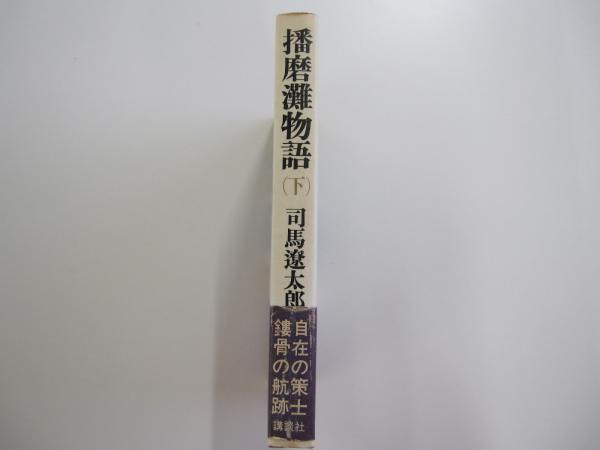 播磨灘物語(下)
司馬遼太郎
自在の策士
鏤骨の航跡
講談社